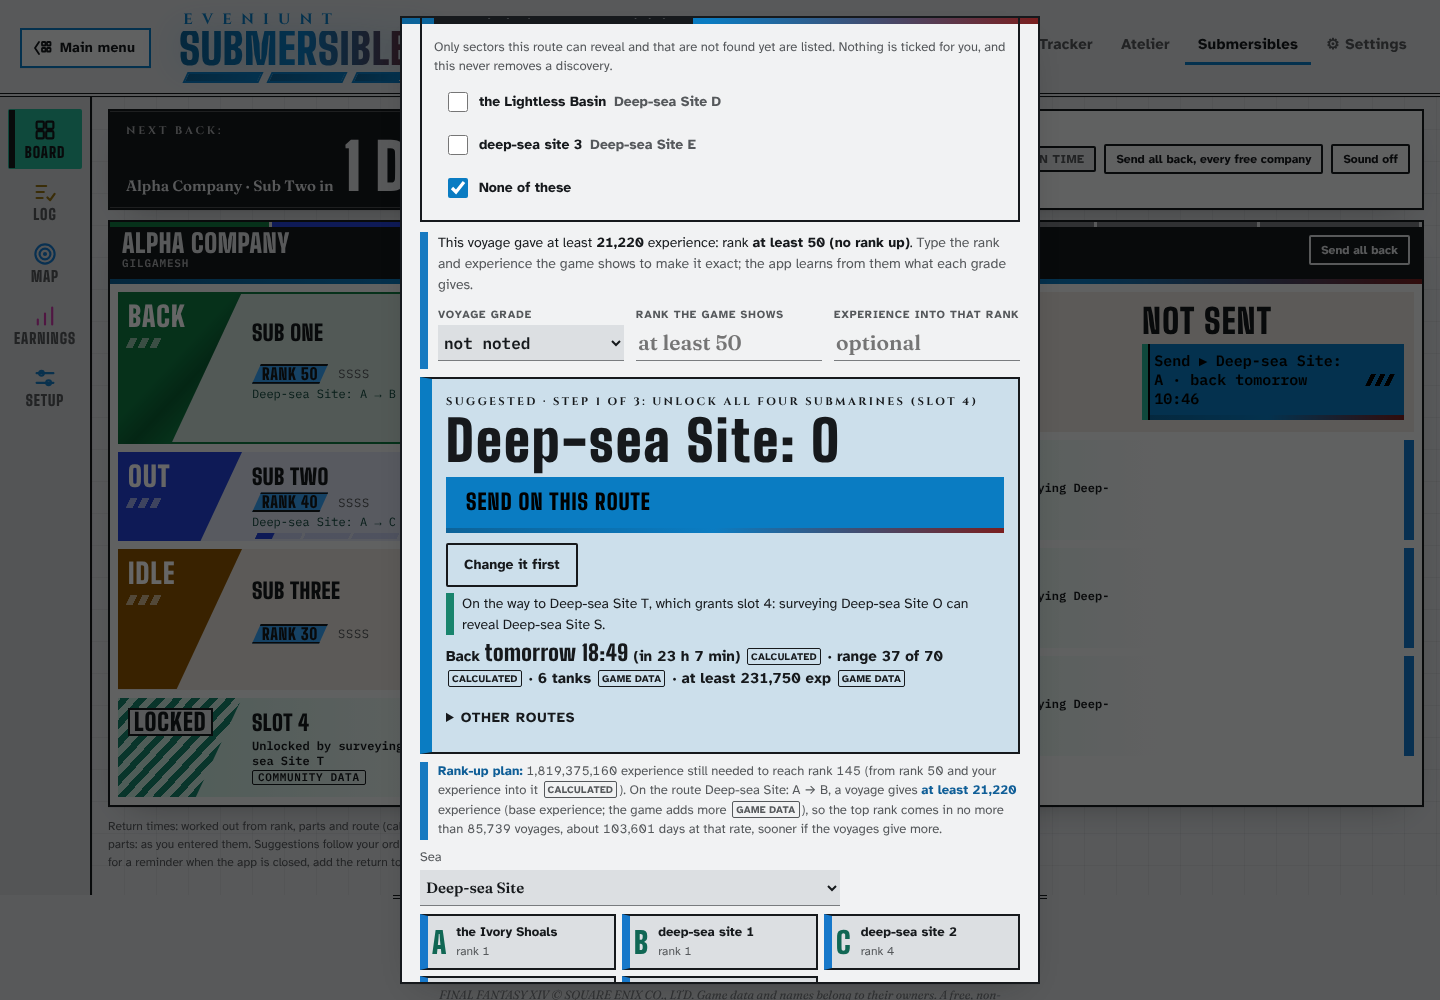 Main menu
EVENIUNT
SUBMERSIBLE
Tracker
Atelier
Submersibles
Settings
BOARD
LOG
MAP
EARNINGS
SETUP
NEXT BACK:
Alpha Company · Sub Two in 1 D
N TIME
Send all back, every free company
Sound off
ALPHA COMPANY
GILGAMESH
Send all back
BACK
SUB ONE
RANK 50 SSSS
Deep-sea Site: A → B
OUT
SUB TWO
RANK 40 SSSS
Deep-sea Site: A → C
IDLE
SUB THREE
RANK 30 SSSS
LOCKED
SLOT 4
Unlocked by surveying
sea Site T
COMMUNITY DATA
NOT SENT
Send ▶ Deep-sea Site:
A · back tomorrow
10:46
ying Deep-
ying Deep-
ying Deep-
Return times: worked out from rank, parts and route (cal
parts: as you entered them. Suggestions follow your ord
for a reminder when the app is closed, add the return to
Only sectors this route can reveal and that are not found yet are listed. Nothing is ticked for you, and
this never removes a discovery.
the Lightless Basin Deep-sea Site D
deep-sea site 3 Deep-sea Site E
None of these
This voyage gave at least 21,220 experience: rank at least 50 (no rank up). Type the rank
and experience the game shows to make it exact; the app learns from them what each grade
gives.
VOYAGE GRADE
RANK THE GAME SHOWS
EXPERIENCE INTO THAT RANK
not noted
at least 50
optional
SUGGESTED · STEP 1 OF 3: UNLOCK ALL FOUR SUBMARINES (SLOT 4)
Deep-sea Site: O
SEND ON THIS ROUTE
Change it first
On the way to Deep-sea Site T, which grants slot 4: surveying Deep-sea Site O can
reveal Deep-sea Site S.
Back tomorrow 18:49 (in 23 h 7 min) CALCULATED · range 37 of 70
CALCULATED · 6 tanks GAME DATA · at least 231,750 exp GAME DATA
▶ OTHER ROUTES
Rank-up plan: 1,819,375,160 experience still needed to reach rank 145 (from rank 50 and your
experience into it CALCULATED). On the route Deep-sea Site: A → B, a voyage gives at least 21,220
experience (base experience; the game adds more GAME DATA), so the top rank comes in no more
than 85,739 voyages, about 103,601 days at that rate, sooner if the voyages give more.
Sea
Deep-sea Site
A the Ivory Shoals
rank 1
B deep-sea site 1
rank 1
C deep-sea site 2
rank 4
FINAL FANTASY XIV © SQUARE ENIX CO., LTD. Game data and names belong to their owners. A free, non-